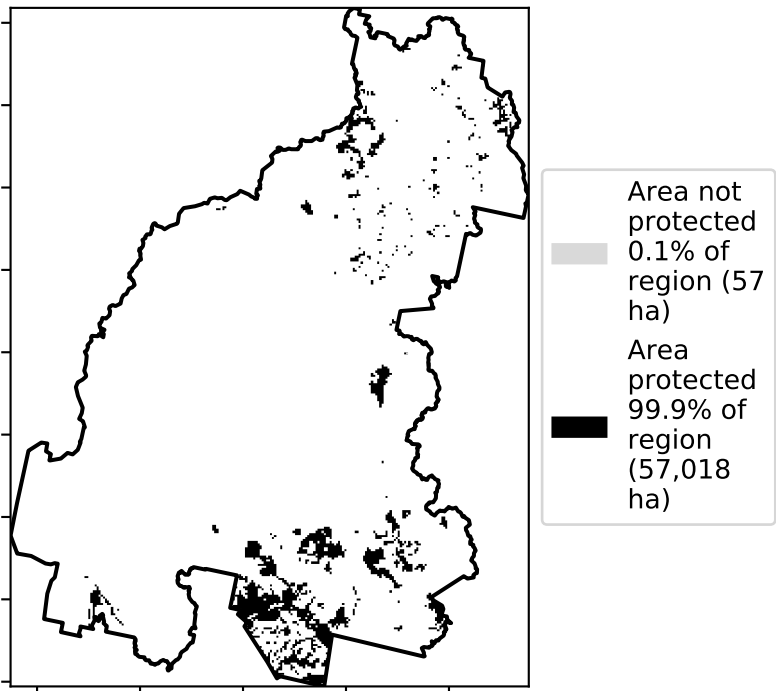 Area not
protected
0.1% of
region (57
ha)
Area
protected
99.9% of
region
(57,018
ha)